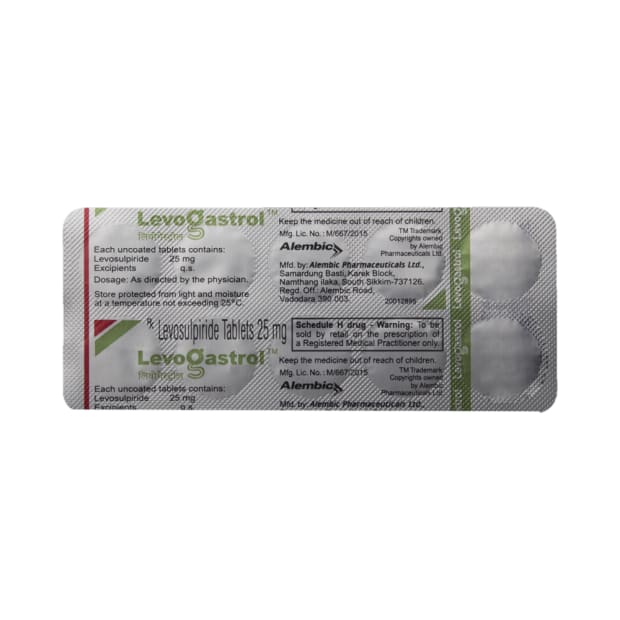 LevoGastrol™
लिवोगैस्ट्रोल
Each uncoated tablets contains:
Levosulpiride 25 mg
Excipients q.s.
Dosage: As directed by the physician.
Store protected from light and moisture
at a temperature not exceeding 25°C.
Keep the medicine out of reach of children.
Mfg. Lic. No.: M/667/2015
Alembic
TM Trademark
Copyrights owned
by Alembic
Pharmaceuticals Ltd.
Mfd. by: Alembic Pharmaceuticals Ltd.,
Samardung Basti, Karek Block,
Namthang ilaka, South Sikkim-737126.
Regd. Off.: Alembic Road,
Vadodara 390 003.
20012895
Rx Levosulpiride Tablets 25 mg
Schedule H drug - Warning: To be
sold by retail on the prescription of
a Registered Medical Practitioner only.
LevoGastrol™
लिवोगैस्ट्रोल
Each uncoated tablets contains:
Levosulpiride 25 mg
Excipients q.s.
Keep the medicine out of reach of children.
Mfg. Lic. No.: M/667/2015
Alembic
TM Trademark
Copyrights owned
by Alembic
Pharmaceuticals Ltd.
Mfd. by: Alembic Pharmaceuticals Ltd.,
LevoGastrol
LevoGastrol